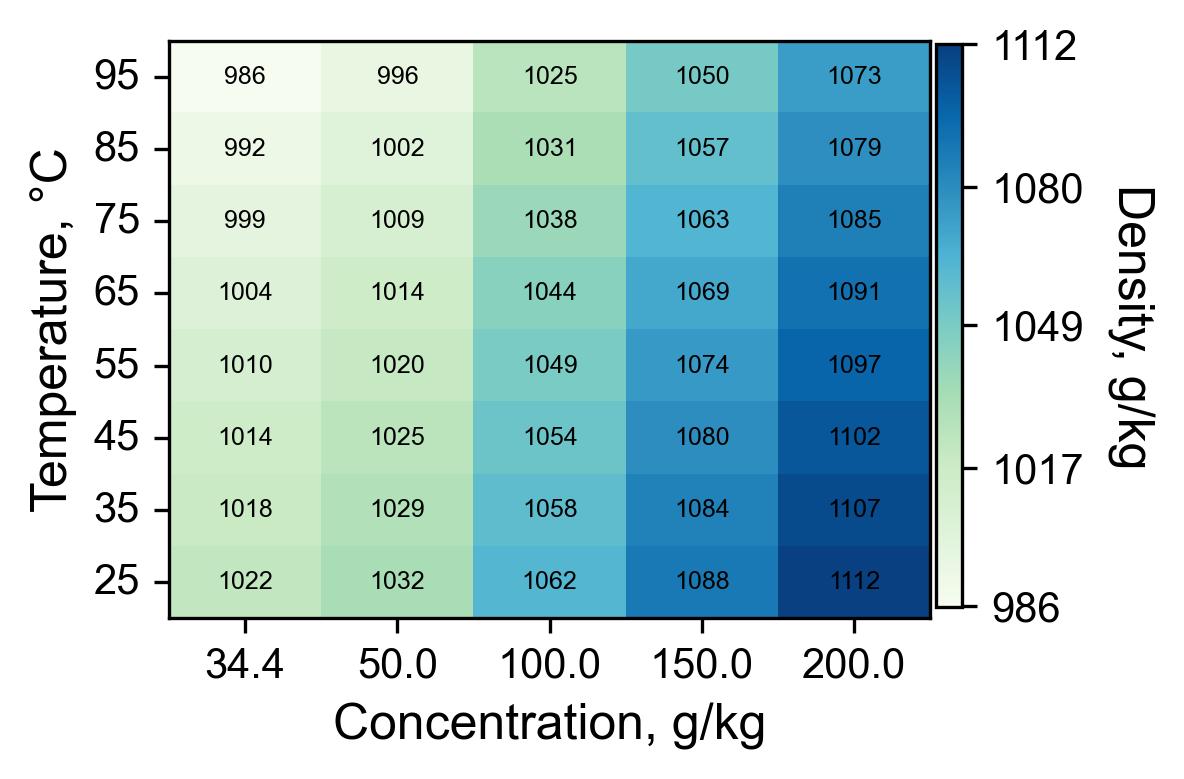 95 986 996 1025 1050 1073 1112
85 992 1002 1031 1057 1079
75 999 1009 1038 1063 1085 1080
65 1004 1014 1044 1069 1091 1049
55 1010 1020 1049 1074 1097
45 1014 1025 1054 1080 1102 1017
35 1018 1029 1058 1084 1107
25 1022 1032 1062 1088 1112 986
34.4 50.0 100.0 150.0 200.0
Concentration, g/kg
Temperature, °C
Density, g/kg